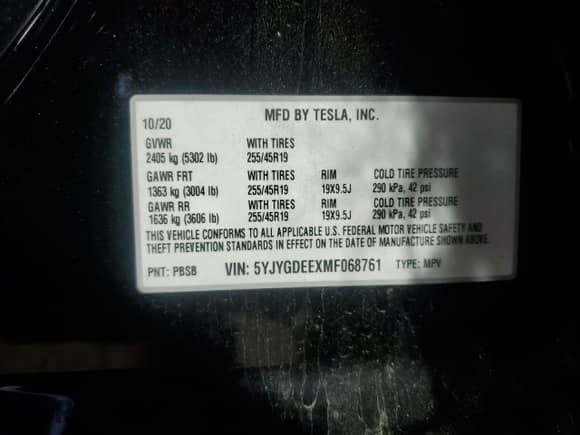 MFD BY TESLA, INC.
10/20
GVWR WITH TIRES
2405 kg (5302 lb) 255/45R19
GAWR FRT WITH TIRES RIM COLD TIRE PRESSURE
1363 kg (3004 lb) 255/45R19 19X9.5J 290 kPa, 42 psi
GAWR RR WITH TIRES RIM COLD TIRE PRESSURE
1636 kg (3606 lb) 255/45R19 19X9.5J 290 kPa, 42 psi
THIS VEHICLE CONFORMS TO ALL APPLICABLE U.S. FEDERAL MOTOR VEHICLE SAFETY AND
THEFT PREVENTION STANDARDS IN EFFECT ON THE DATE OF MANUFACTURE SHOWN ABOVE.
PNT: PBSB VIN: 5YJYGDEEXMF068761 TYPE: MPV